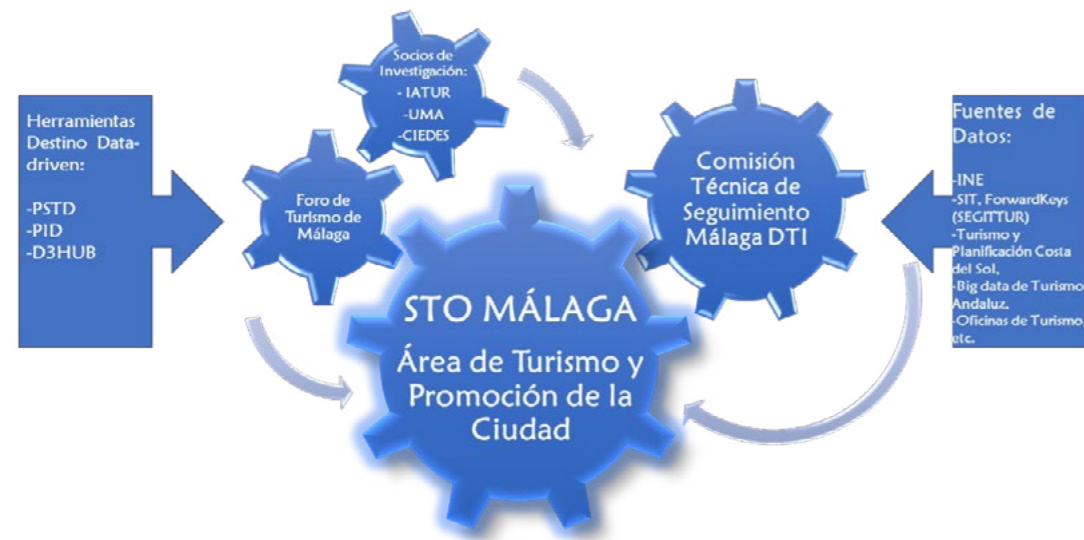 Herramientas
Destino Data-
driven:
-PSTD
-PID
-D3HUB
Socios de
Investigación:
- IATUR
-UMA
-CIEDES
Foro de
Turismo de
Málaga
STO MÁLAGA
Área de Turismo y
Promoción de la
Ciudad
Comisión
Técnica de
Seguimiento
Málaga DTI
Fuentes de
Datos:
-INE
-SIT, ForwardKeys
(SEGITTUR)
-Turismo y
Planificación Costa
del Sol,
-Big data de Turismo
Andaluz,
-Oficinas de Turismo,
etc.